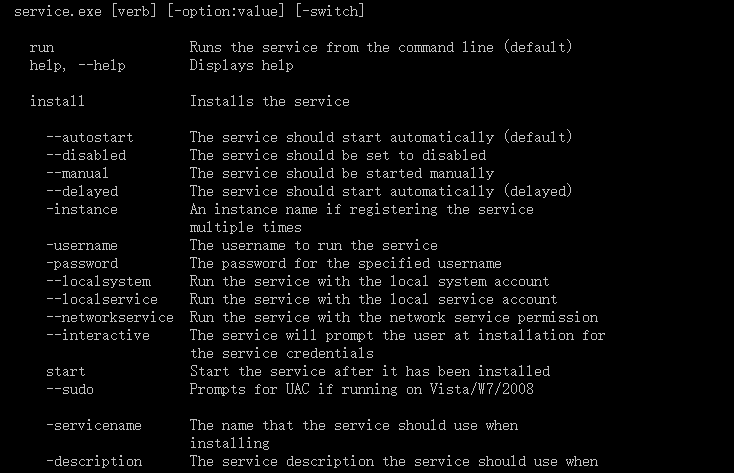 service.exe [verb] [-option:value] [-switch]
run Runs the service from the command line (default)
help, --help Displays help
install Installs the service
--autostart The service should start automatically (default)
--disabled The service should be set to disabled
--manual The service should be started manually
--delayed The service should start automatically (delayed)
-instance An instance name if registering the service
multiple times
-username The username to run the service
-password The password for the specified username
--localsystem Run the service with the local system account
--localservice Run the service with the local service account
--networkservice Run the service with the network service permission
--interactive The service will prompt the user at installation for
the service credentials
start Start the service after it has been installed
--sudo Prompts for UAC if running on Vista/W7/2008
-servicename The name that the service should use when
installing
-description The service description the service should use when